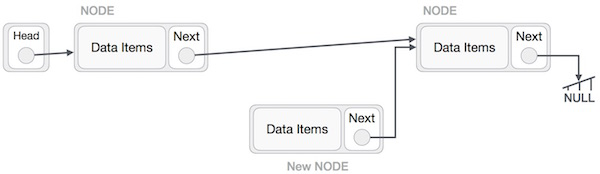 NODE
NODE
Head
Data Items
Next
Data Items
Next
NULL
Data Items
Next
New NODE